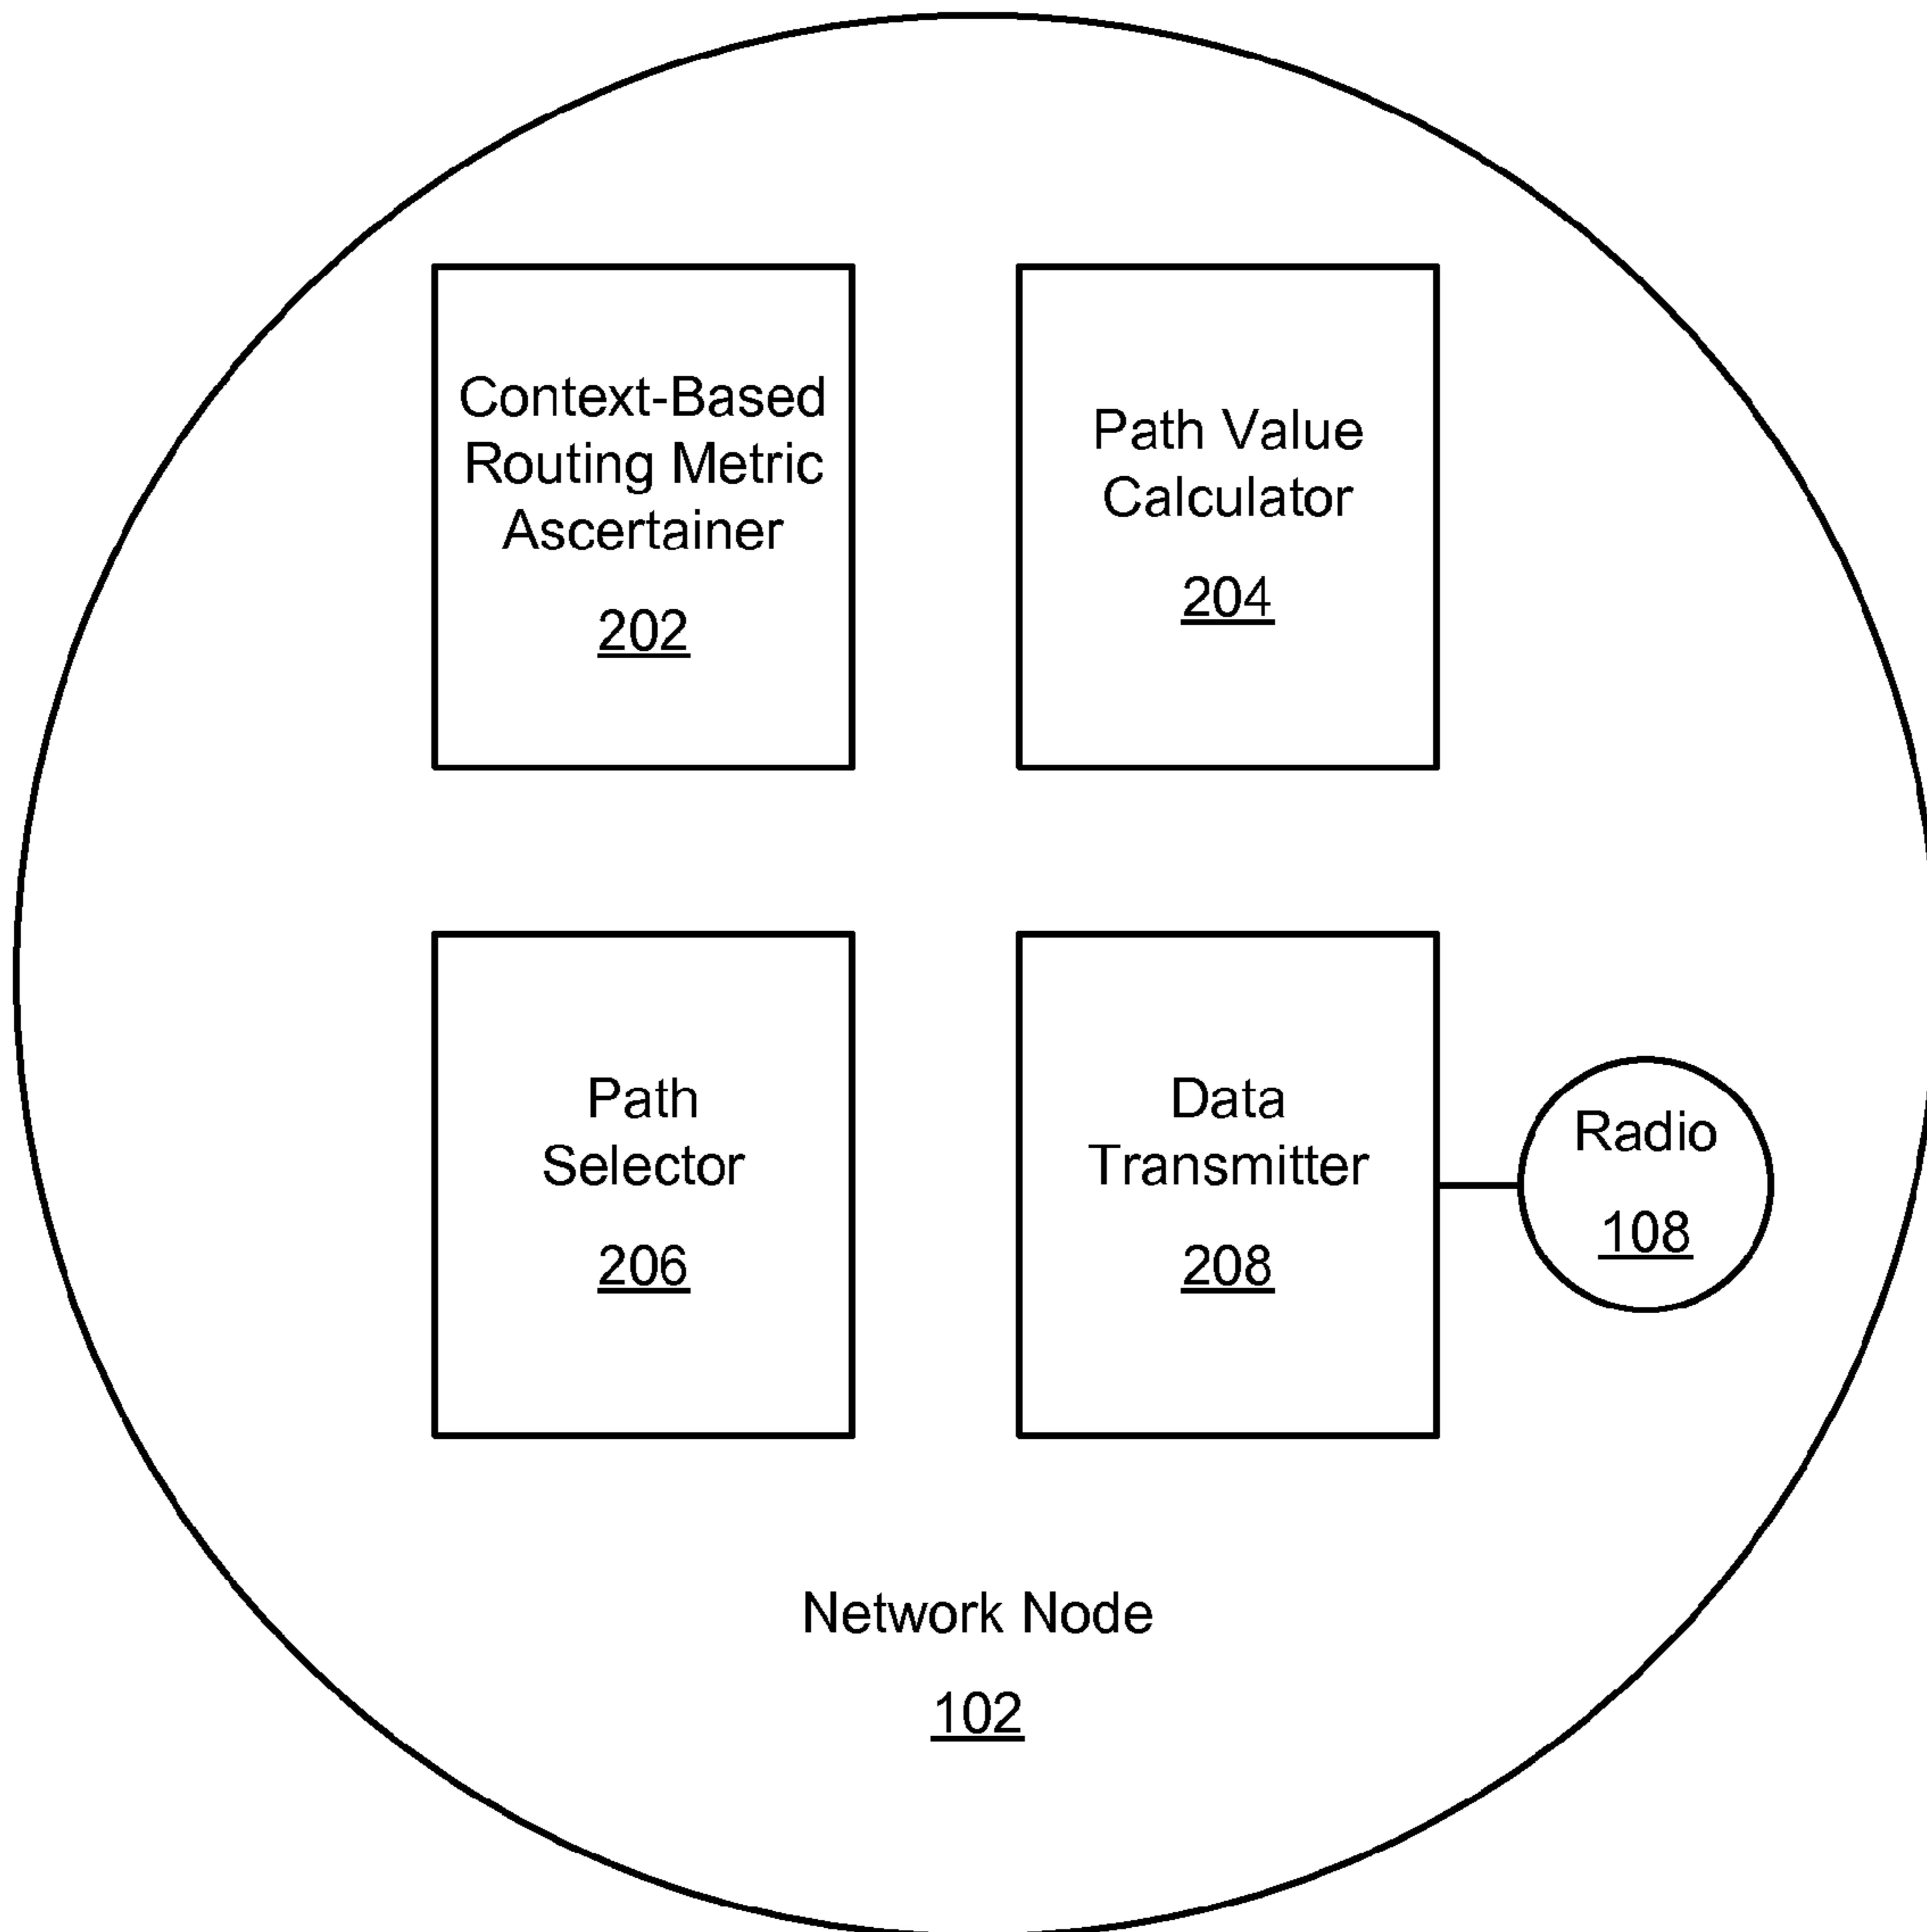 Context-Based
Routing Metric
Ascertainer
202
Path Value
Calculator
204
Path
Selector
206
Data
Transmitter
208
Radio
108
Network Node
102